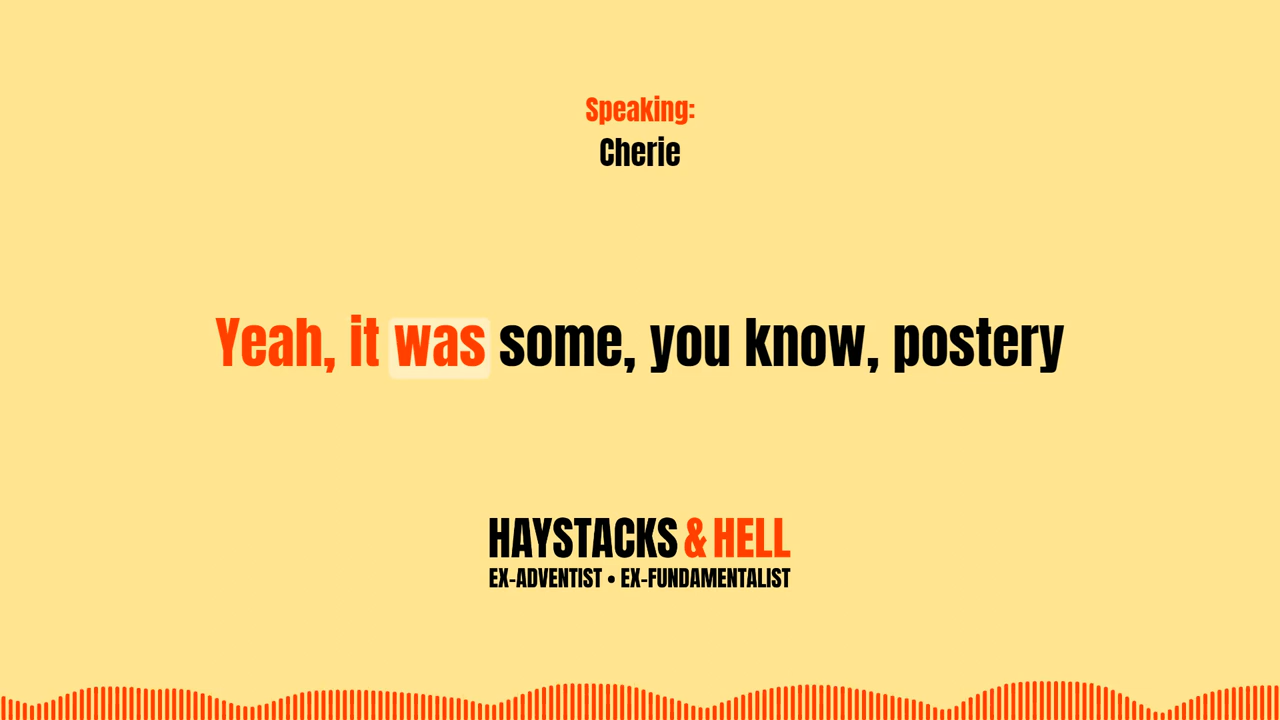 Speaking:
Cherie
Yeah, it was some, you know, postery
HAYSTACKS & HELL
EX-ADVENTIST • EX-FUNDAMENTALIST